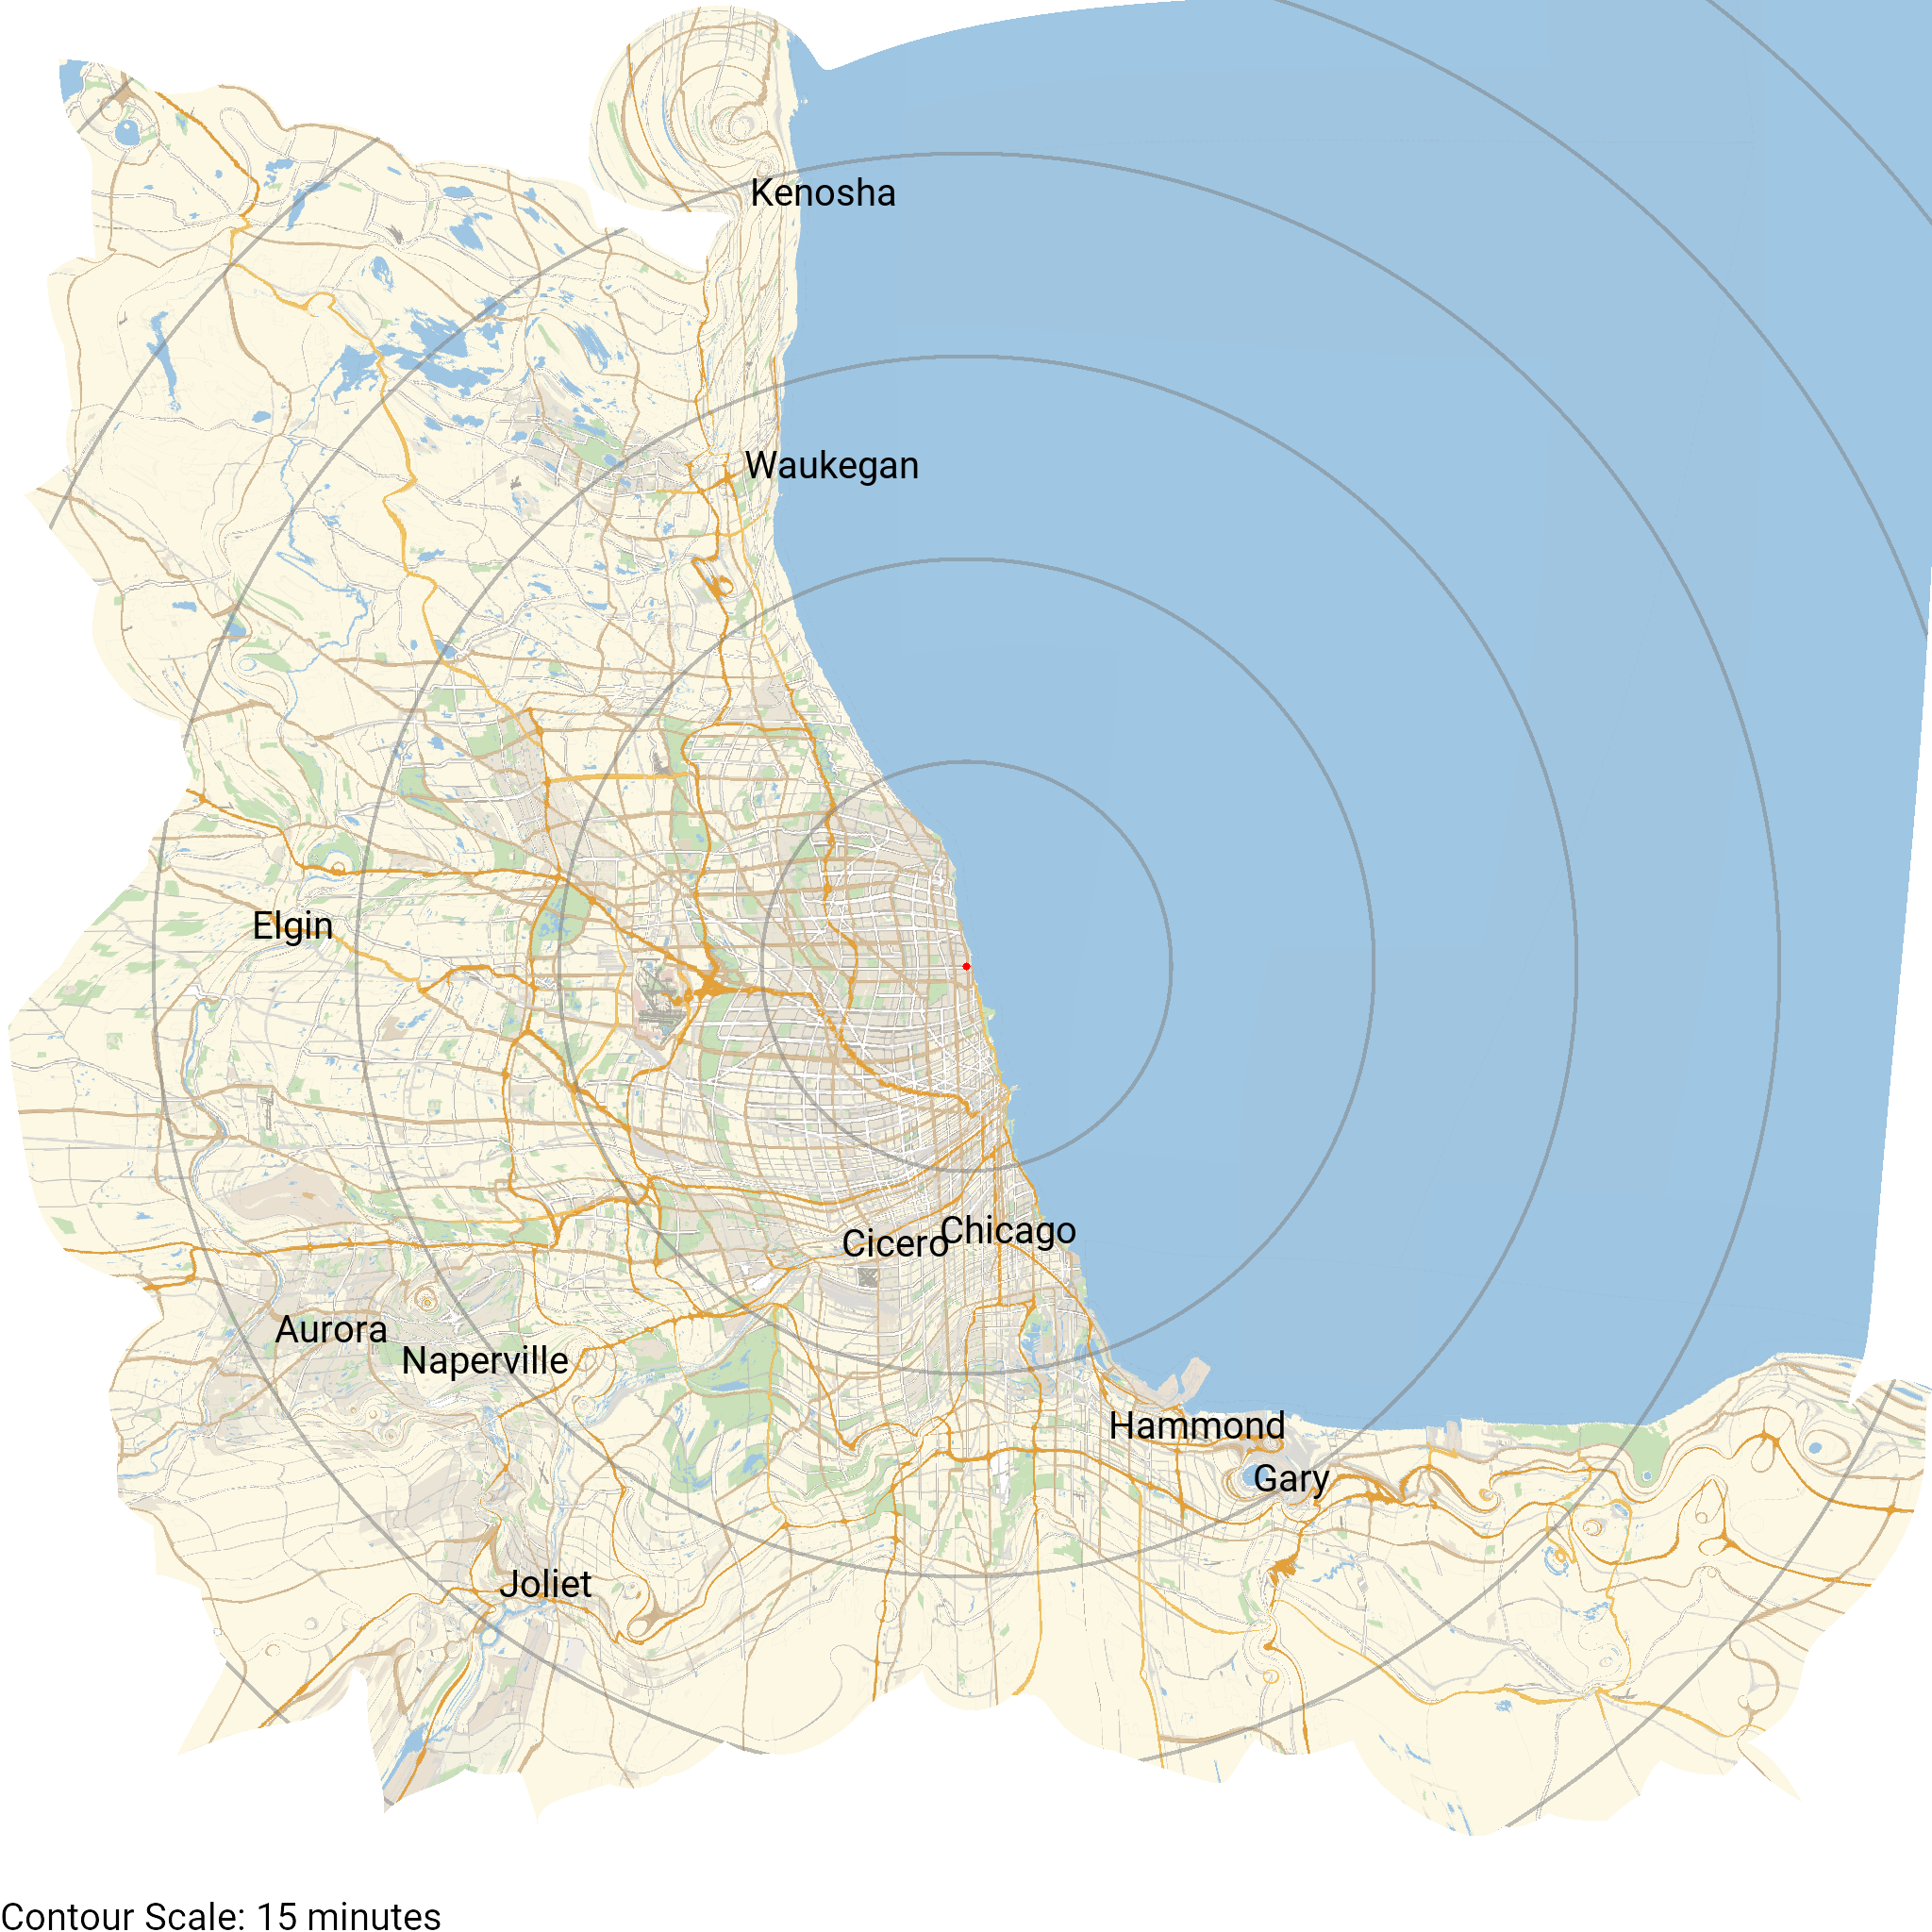 Kenosha
Waukegan
Elgin
Chicago
Cicero
Aurora
Naperville
Hammond
Gary
Joliet
Contour Scale: 15 minutes